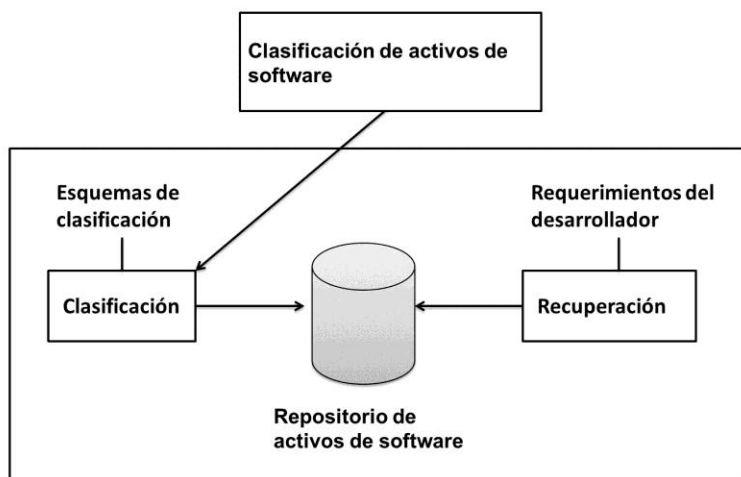 Clasificación de activos de
software
Esquemas de
clasificación
Requerimientos del
desarrollador
Clasificación
Recuperación
Repositorio de
activos de software